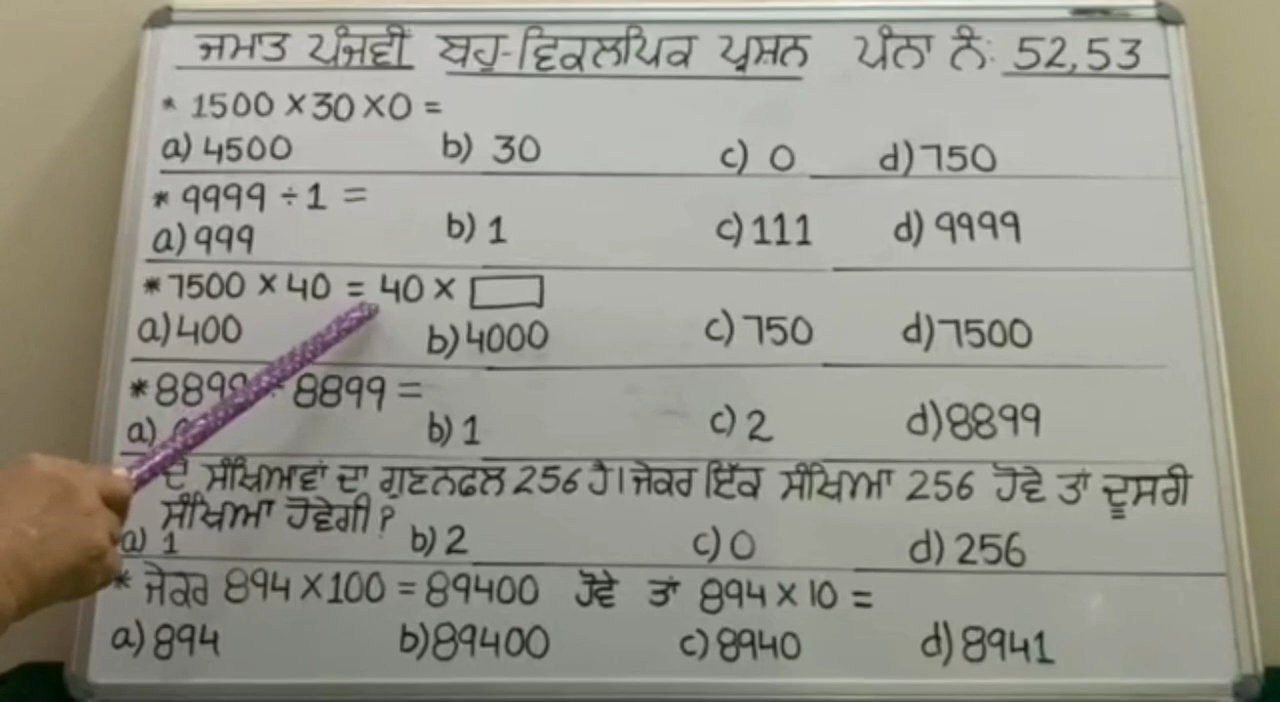 ਜਮਾਤ ਪੰਜਵੀਂ ਬਹੁ-ਵਿਕਲਪਿਕ ਪ੍ਰਸ਼ਨ ਪੰਨਾ ਨੰ: 52,53
* 1500 × 30 × 0 =
a) 4500 b) 30 c) 0 d) 750
* 9999 ÷ 1 =
a) 999 b) 1 c) 111 d) 9999
* 7500 × 40 = 40 ×
a) 400 b) 4000 c) 750 d) 7500
* 8899 ÷ 8899 =
a) b) 1 c) 2 d) 8899
ਦੋ ਸੰਖਿਆਵਾਂ ਦਾ ਗੁਣਨਫਲ 256 ਹੈ। ਜੇਕਰ ਇੱਕ ਸੰਖਿਆ 256 ਹੋਵੇ ਤਾਂ ਦੂਸਰੀ
ਸੰਖਿਆ ਹੋਵੇਗੀ?
a) 1 b) 2 c) 0 d) 256
* ਜੇਕਰ 894 × 100 = 89400 ਹੋਵੇ ਤਾਂ 894 × 10 =
a) 894 b) 89400 c) 8940 d) 8941